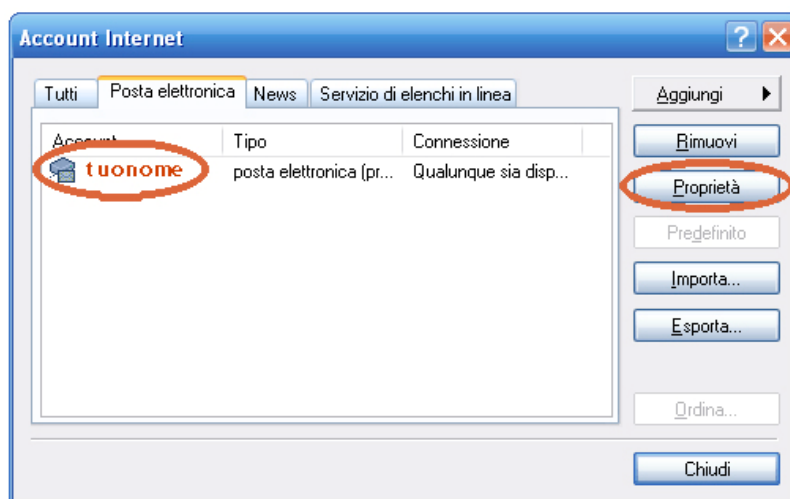 Account Internet
Tutti Posta elettronica News Servizio di elenchi in linea
Aggiungi
Account Tipo Connessione
Rimuovi
tuonome posta elettronica (pr... Qualunque sia disp...
Proprietà
Predefinito
Importa...
Esporta...
Ordina...
Chiudi